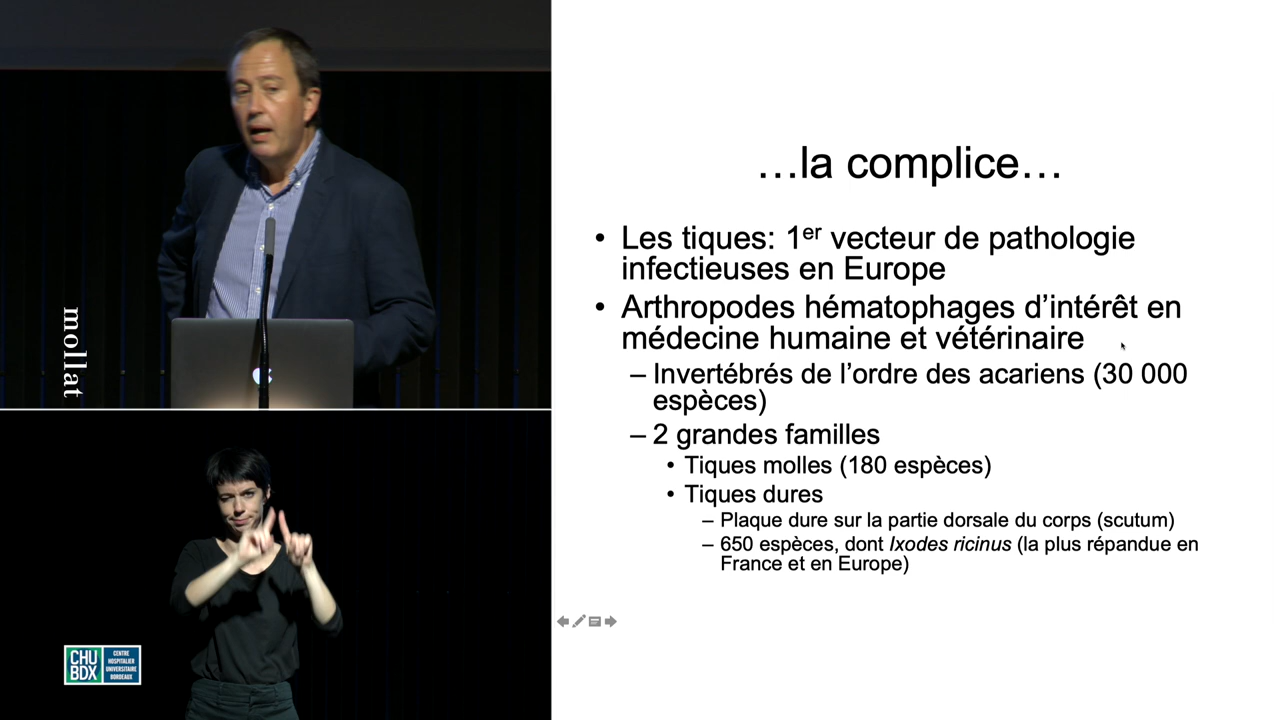 mollat
CHU
BDX
CENTRE
HOSPITALIER
UNIVERSITAIRE
BORDEAUX
…la complice…
• Les tiques: 1er vecteur de pathologie
infectieuses en Europe
• Arthropodes hématophages d’intérêt en
médecine humaine et vétérinaire
– Invertébrés de l’ordre des acariens (30 000
espèces)
– 2 grandes familles
• Tiques molles (180 espèces)
• Tiques dures
– Plaque dure sur la partie dorsale du corps (scutum)
– 650 espèces, dont Ixodes ricinus (la plus répandue en
France et en Europe)